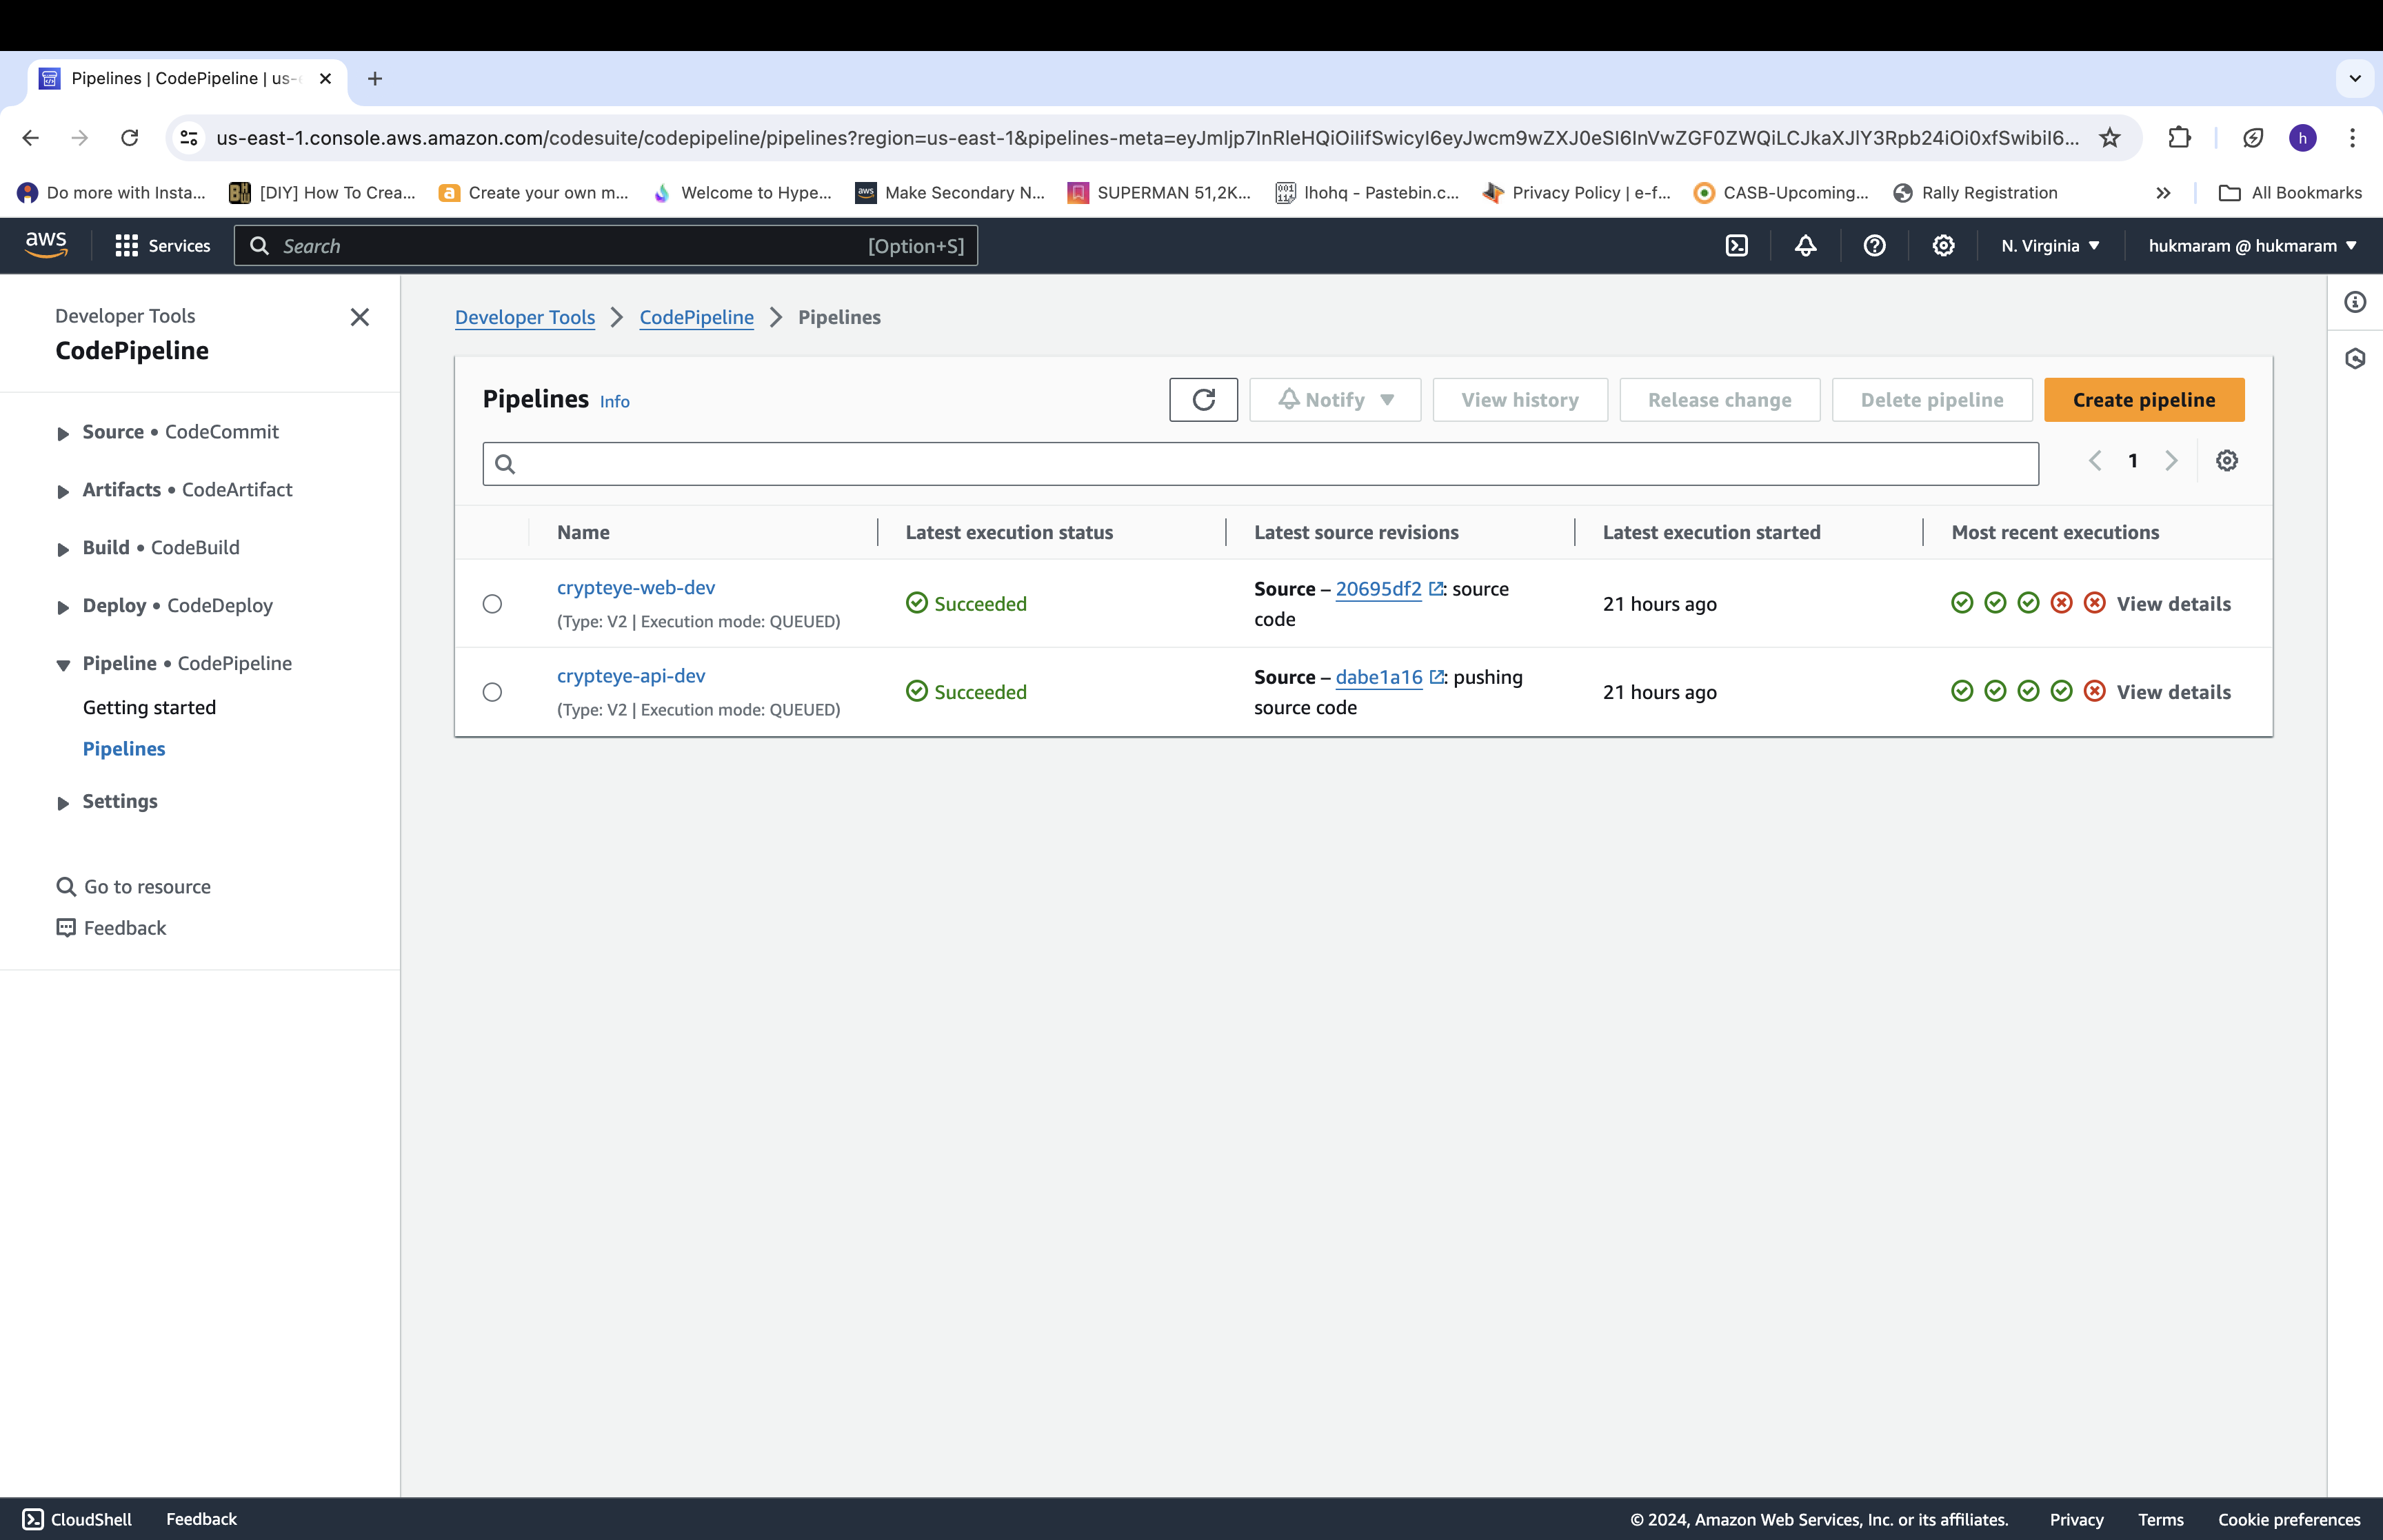 Pipelines | CodePipeline | us-
us-east-1.console.aws.amazon.com/codesuite/codepipeline/pipelines?region=us-east-1&pipelines-meta=eyJmIjp7InRleHQiOiIifSwicyI6eyJwcm9wZXJ0eSI6InVwZGF0ZWQiLCJkaXJlY3Rpb24iOi0xfSwibiI6...
h
Do more with Insta... [DIY] How To Crea... Create your own m... Welcome to Hype... Make Secondary N... SUPERMAN 51,2K... lhohq - Pastebin.c... Privacy Policy | e-f... CASB-Upcoming... Rally Registration All Bookmarks
aws Services Search [Option+S] N. Virginia hukmaram @ hukmaram
Developer Tools
CodePipeline
Source • CodeCommit
Artifacts • CodeArtifact
Build • CodeBuild
Deploy • CodeDeploy
Pipeline • CodePipeline
Getting started
Pipelines
Settings
Go to resource
Feedback
Developer Tools CodePipeline Pipelines
Pipelines Info Notify View history Release change Delete pipeline Create pipeline
1
Name Latest execution status Latest source revisions Latest execution started Most recent executions
crypteye-web-dev
(Type: V2 | Execution mode: QUEUED)
Succeeded
Source – 20695df2 : source
code
21 hours ago
View details
crypteye-api-dev
(Type: V2 | Execution mode: QUEUED)
Succeeded
Source – dabe1a16 : pushing
source code
21 hours ago
View details
CloudShell Feedback © 2024, Amazon Web Services, Inc. or its affiliates. Privacy Terms Cookie preferences